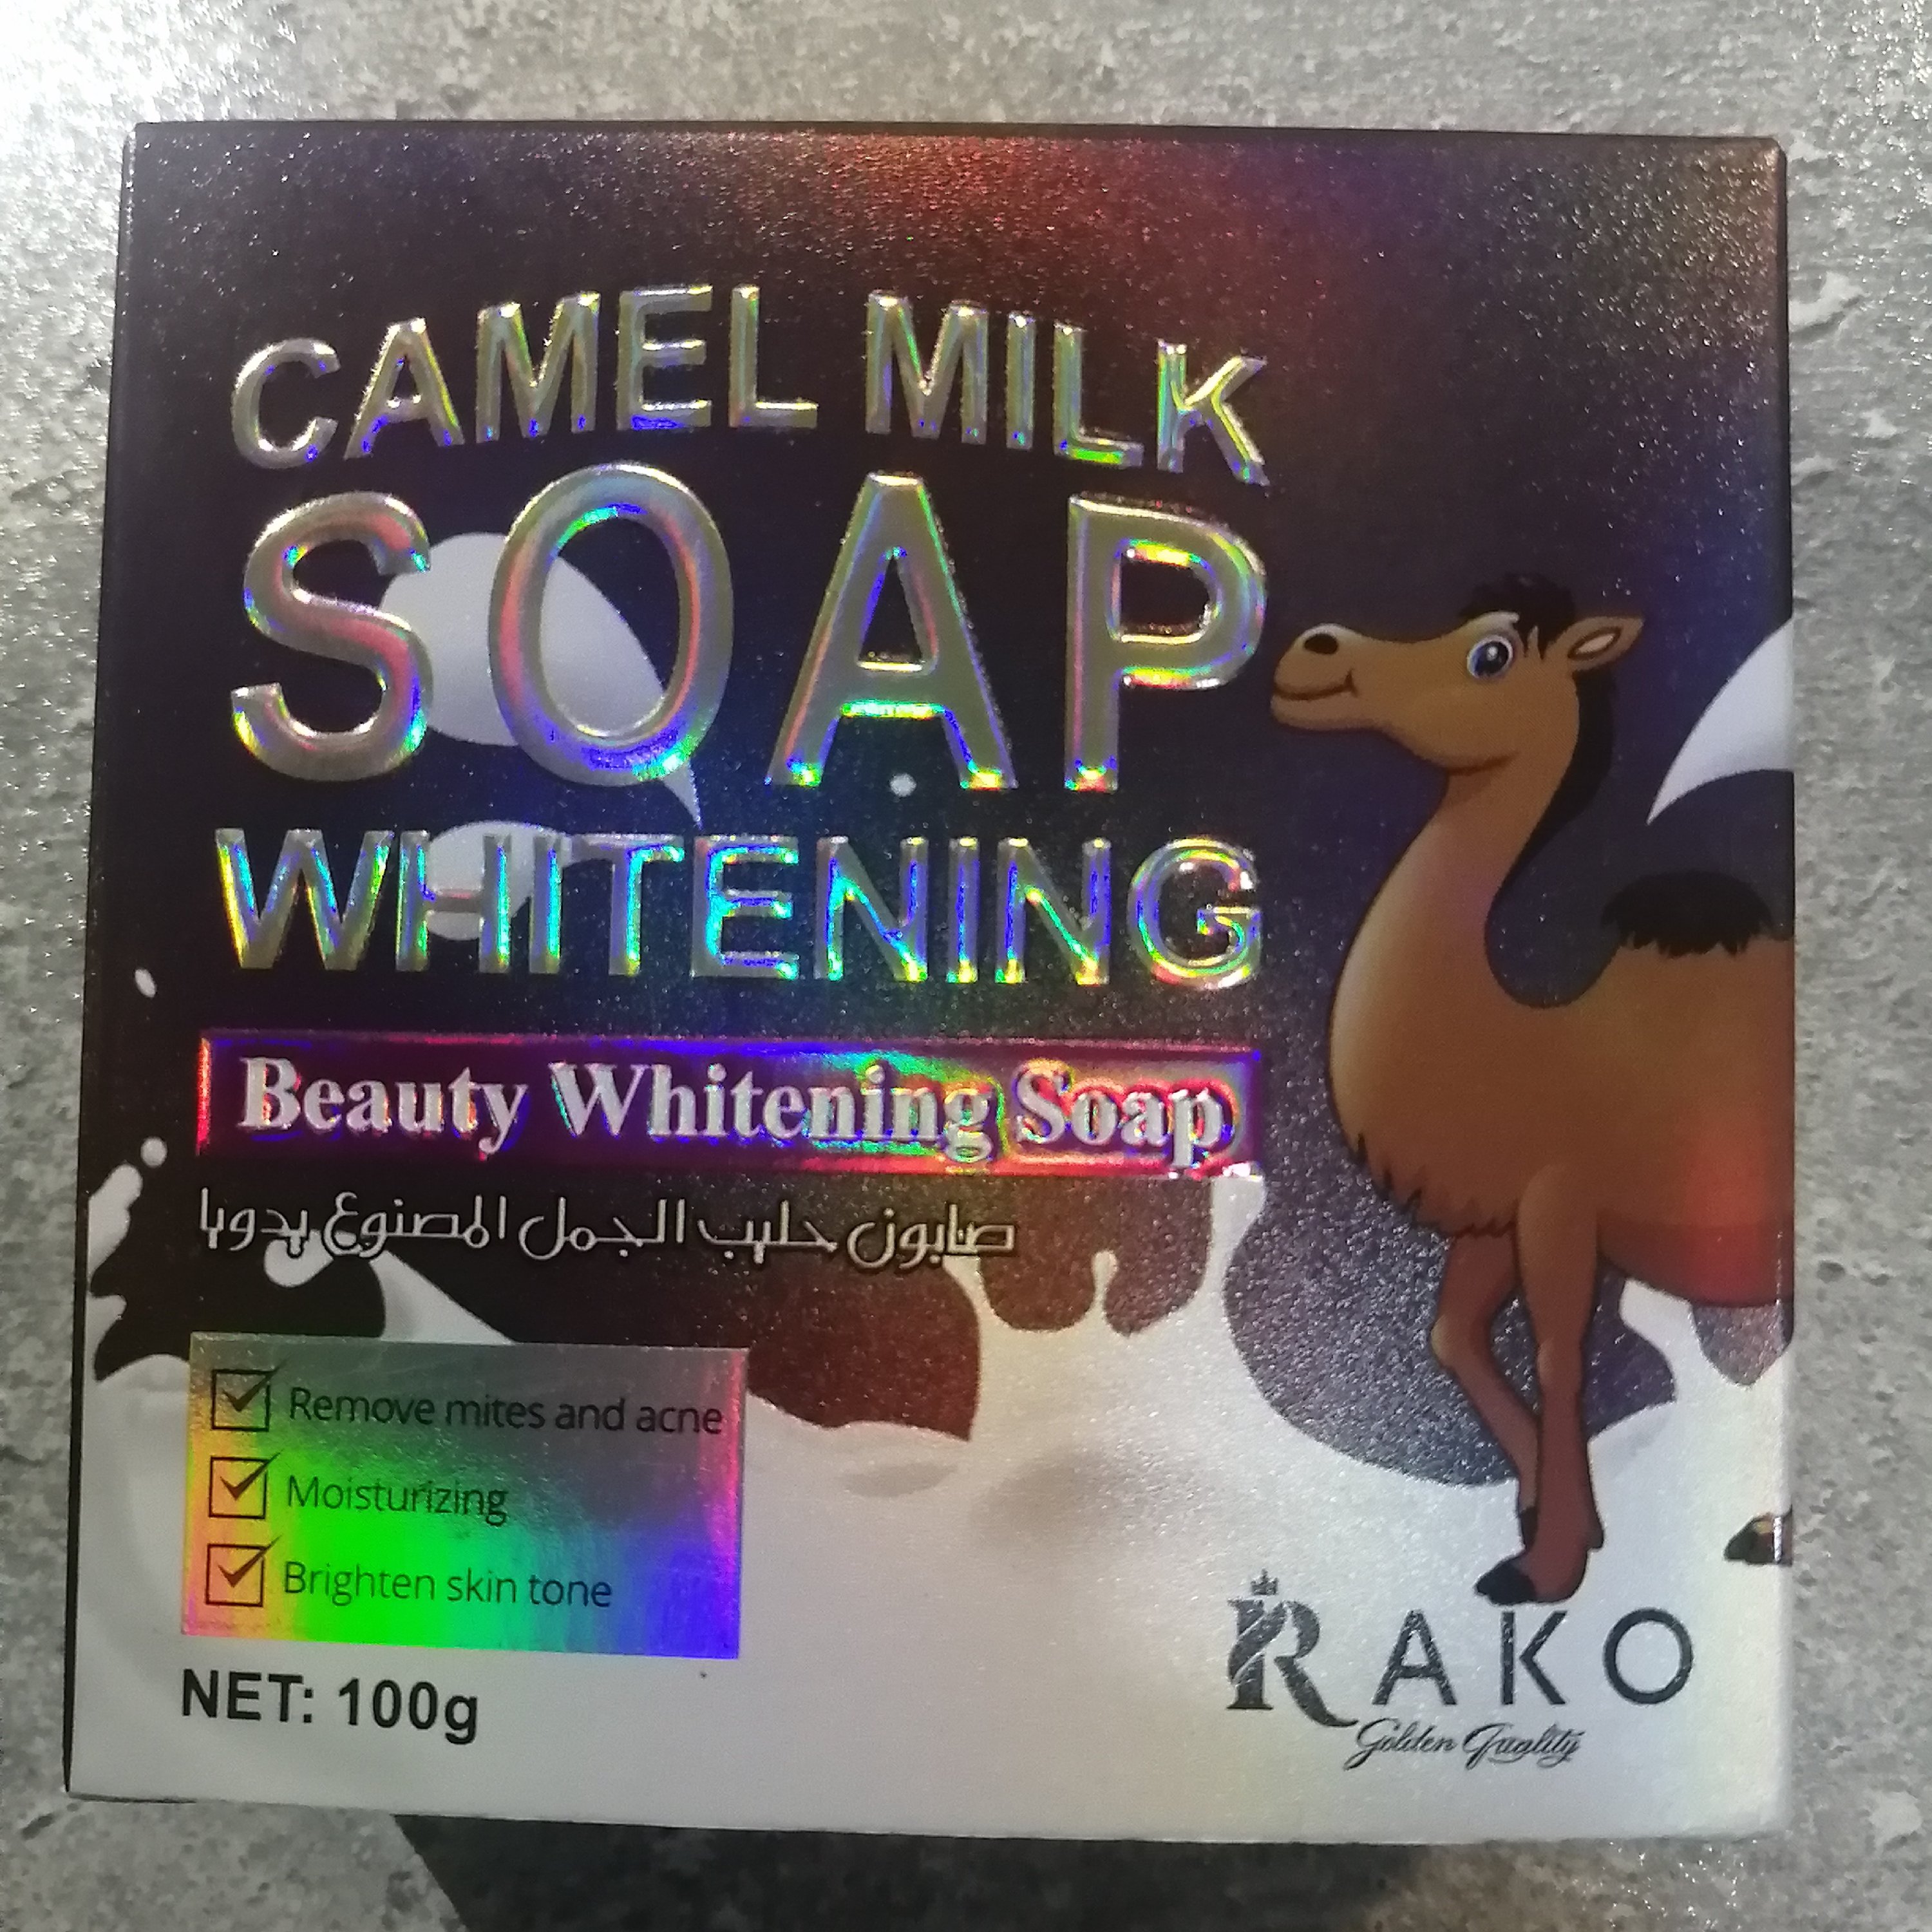 CAMEL MILK
SOAP
WHITENING
Beauty Whitening Soap
صابون حليب الجمل المصنوع يدويا
Remove mites and acne
Moisturizing
Brighten skin tone
NET: 100g
RAKO
Golden Quality